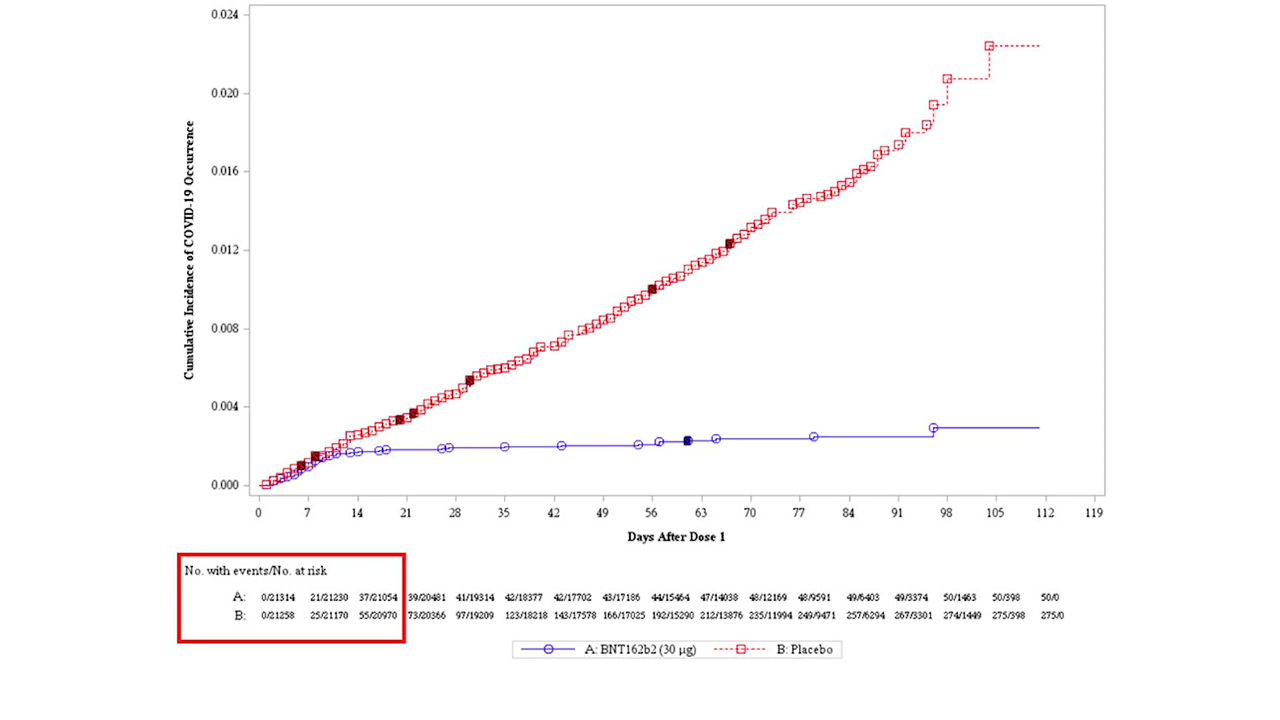 0.024
0.020
0.016
0.012
0.008
0.004
0.000
Cumulative Incidence of COVID-19 Occurrence
0 7 14 21 28 35 42 49 56 63 70 77 84 91 98 105 112 119
Days After Dose 1
No. with events/No. at risk
A: 0/21314 21/21230 37/21054 39/20481 41/19314 42/18377 42/17702 43/17186 44/15464 47/14038 48/12169 48/9591 49/6403 49/3374 50/1463 50/398 50/0
B: 0/21258 25/21170 55/20970 73/20366 97/19209 123/18218 143/17578 166/17025 192/15290 212/13876 235/11994 249/9471 257/6294 267/3301 274/1449 275/398 275/0
A: BNT162b2 (30 μg) B: Placebo